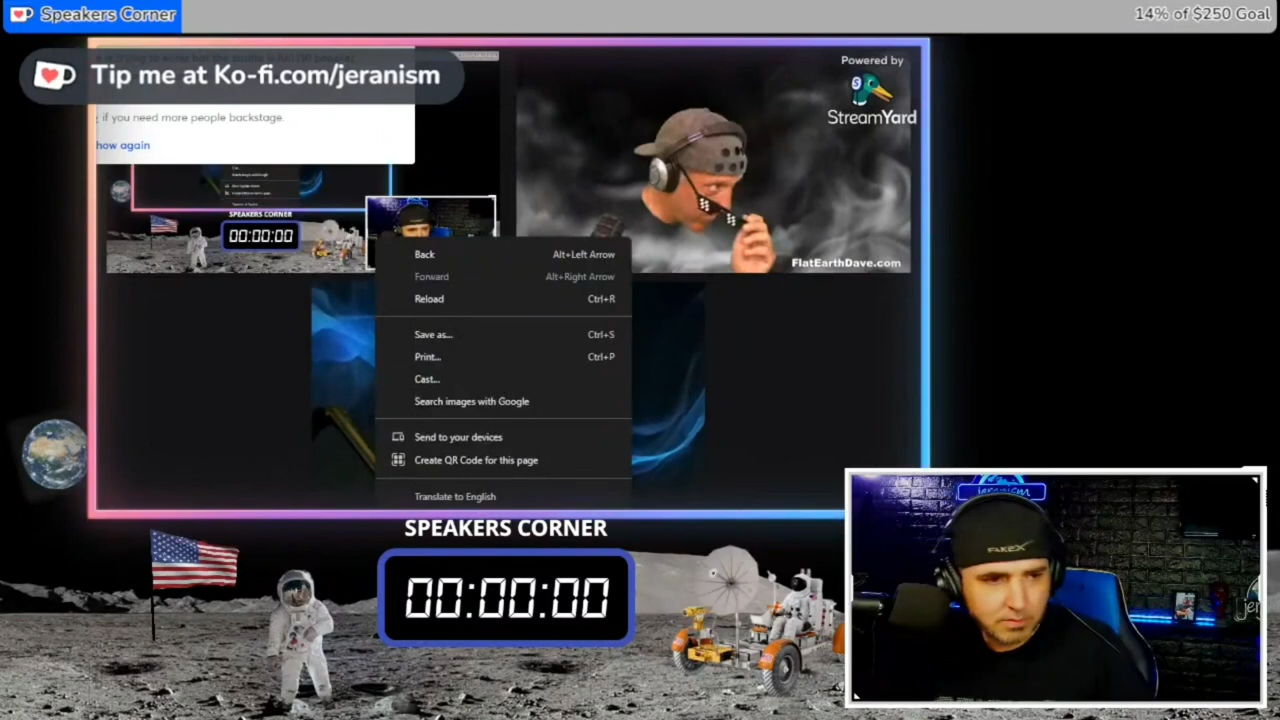 Speakers Corner
14% of $250 Goal
Tip me at Ko-fi.com/jeranism
if you need more people backstage.
how again
Powered by
StreamYard
FlatEarthDave.com
SPEAKERS CORNER
00:00:00
Back Alt+Left Arrow
Forward Alt+Right Arrow
Reload Ctrl+R
Save as... Ctrl+S
Print... Ctrl+P
Cast...
Search images with Google
Send to your devices
Create QR Code for this page
Translate to English
SPEAKERS CORNER
00:00:00
jeranism